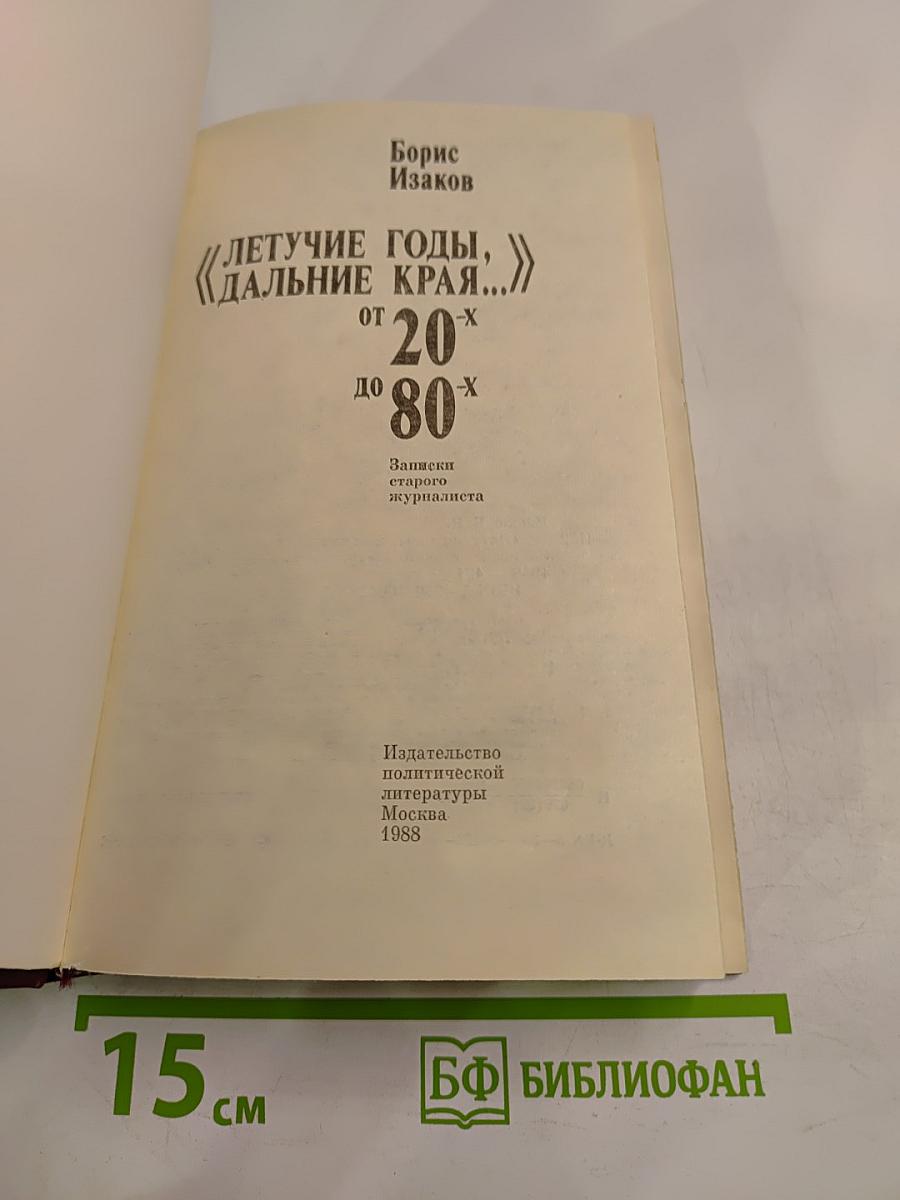 Борис
Изаков
«ЛЕТУЧИЕ ГОДЫ,
ДАЛЬНИЕ КРАЯ...»
ОТ 20-Х
ДО 80-Х
Записки
старого
журналиста
Издательство
политической
литературы
Москва
1988
15 см
БФ БИБЛИОФАН